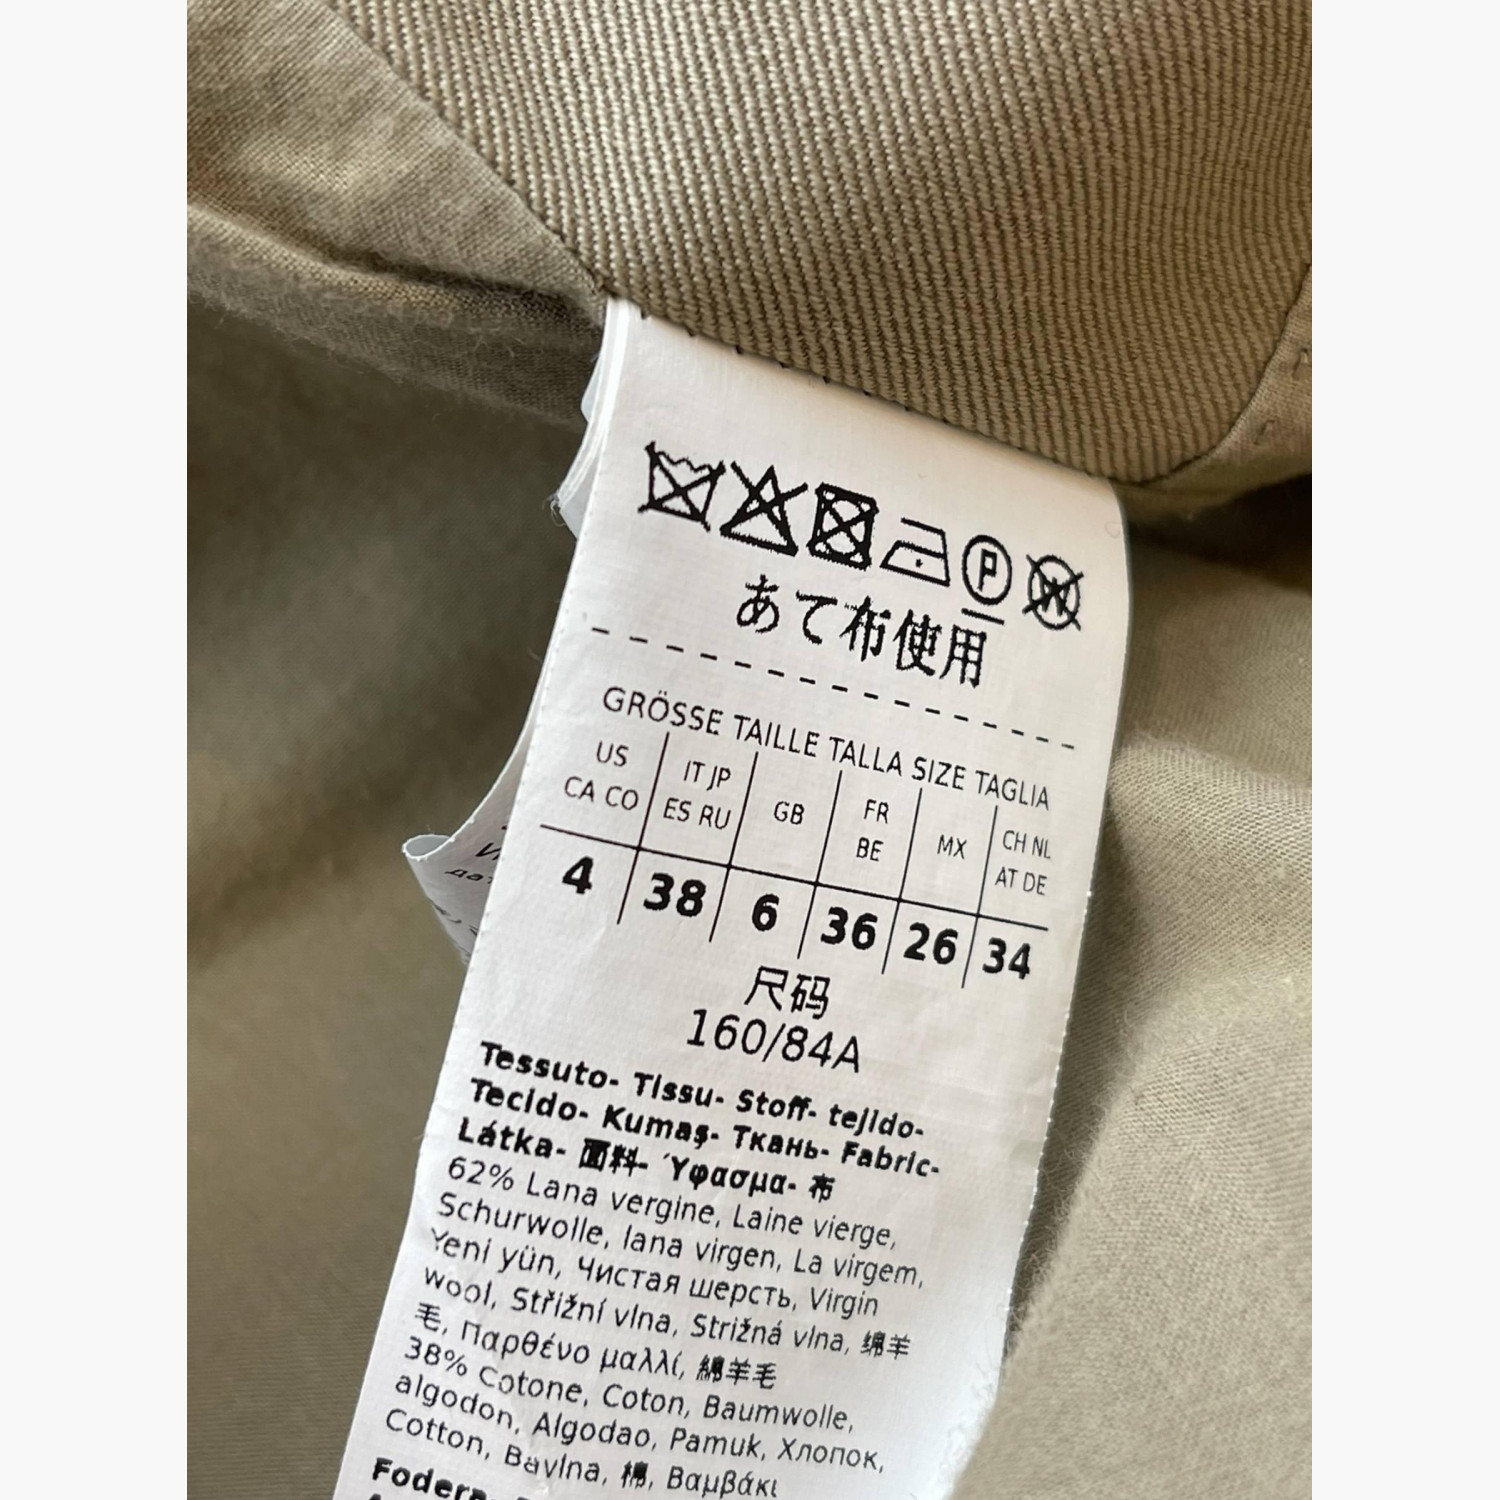 P W
あて布使用
GRÖSSE TAILLE TALLA SIZE TAGLIA
US CA CO
IT JP ES RU
GB
FR BE
MX
CH NL AT DE
4 38 6 36 26 34
尺码
160/84A
Tessuto- Tissu- Stoff- tejido-
Tecido- Kumaş- Ткань- Fabric-
Látka- 面料- Ύφασμα- 布
62% Lana vergine, Laine vierge,
Schurwolle, lana virgen, La virgem,
Yeni yün, Чистая шерсть, Virgin
wool, Střižní vlna, Strižná vlna, 绵羊
毛, Παρθένο μαλλί, 綿羊毛
38% Cotone, Coton, Baumwolle,
algodon, Algodao, Pamuk, Хлопок,
Cotton, Bavlna, 棉, Βαμβάκι
Fodera-